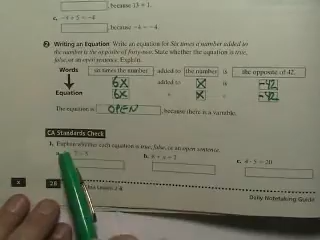 , because 13 + 1.
c. -4 + 5 = -4
, because -4 = -4.
2 Writing an Equation Write an equation for Six times a number added to
the number is the opposite of forty-two. State whether the equation is true,
false, or an open sentence. Explain.
Words six times the number added to the number is the opposite of 42.
6X added to X is -42
Equation 6X + X = -42
The equation is OPEN, because there is a variable.
CA Standards Check
1. Explain whether each equation is true, false, or an open sentence.
a. b. 8 + y = 7 c. 4 · 5 = 20
28
Lesson 2-4 Daily Notetaking Guide